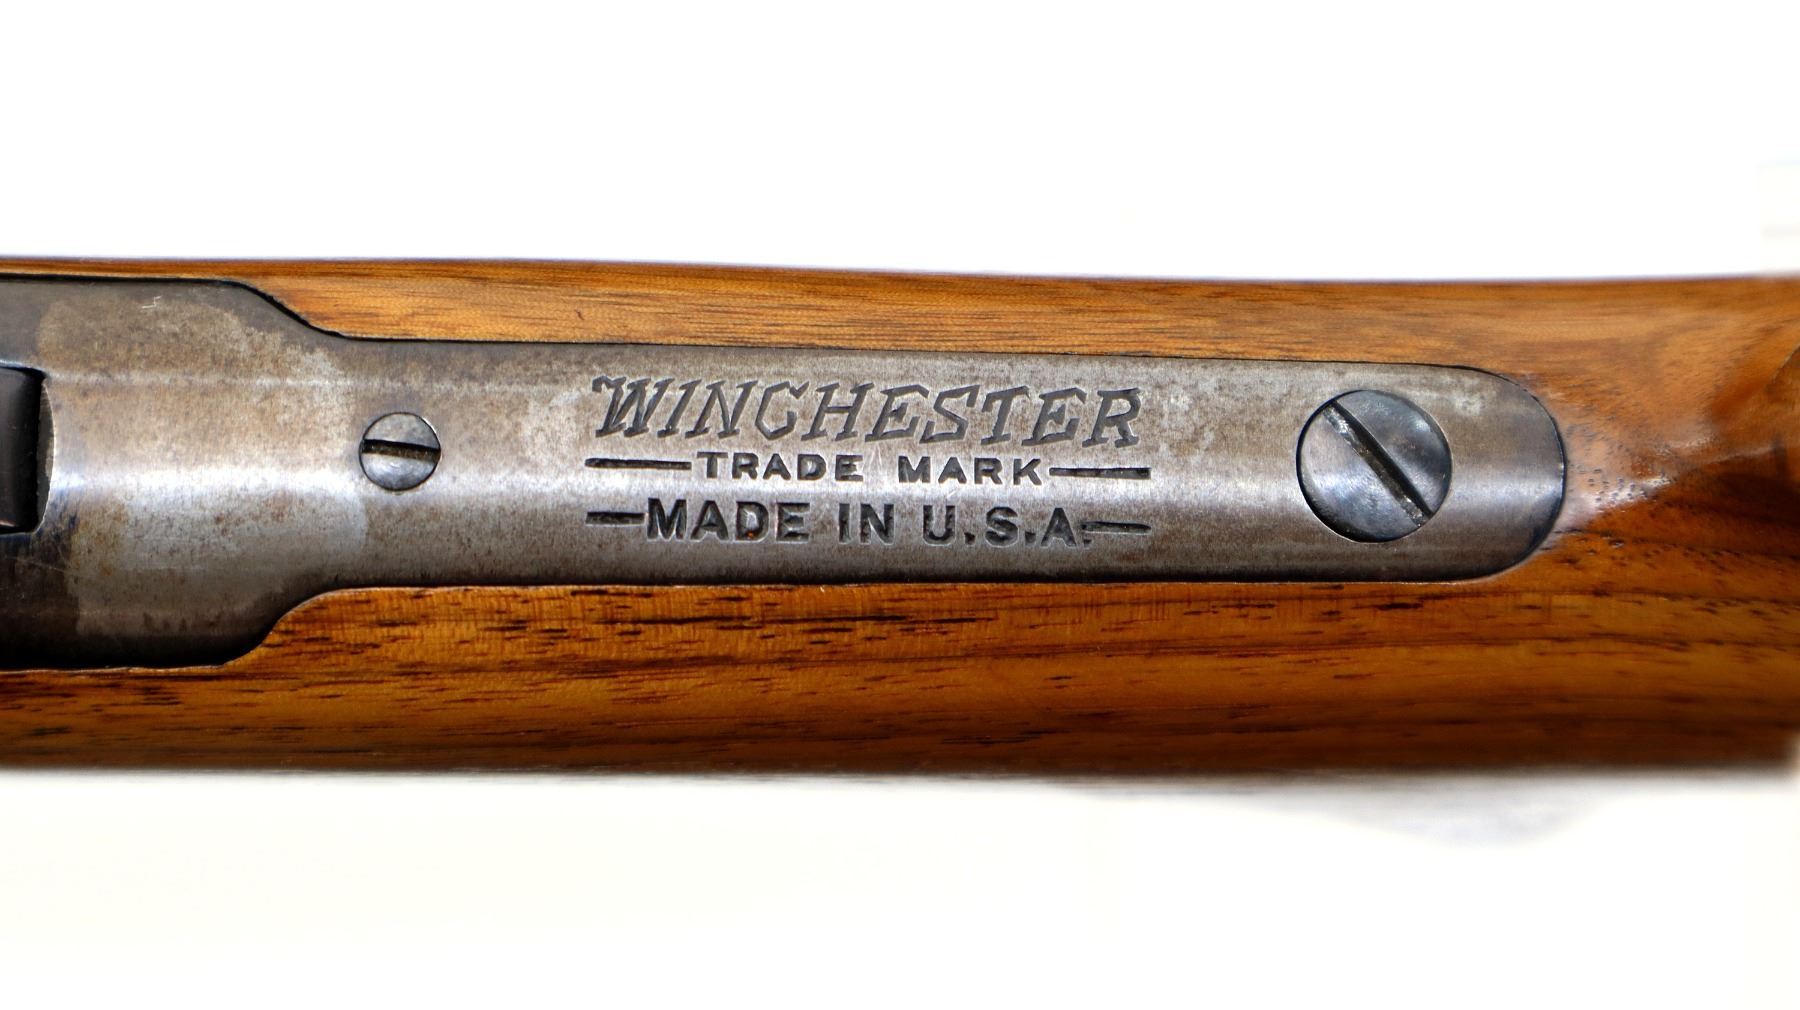 WINCHESTER
—TRADE MARK—
—MADE IN U.S.A.—